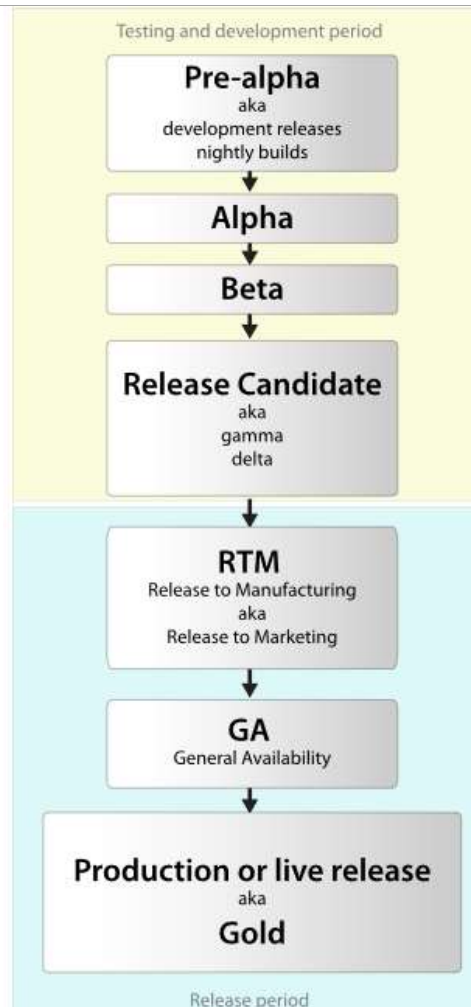 Testing and development period
Pre-alpha
aka
development releases
nightly builds
Alpha
Beta
Release Candidate
aka
gamma
delta
RTM
Release to Manufacturing
aka
Release to Marketing
GA
General Availability
Production or live release
aka
Gold
Release period